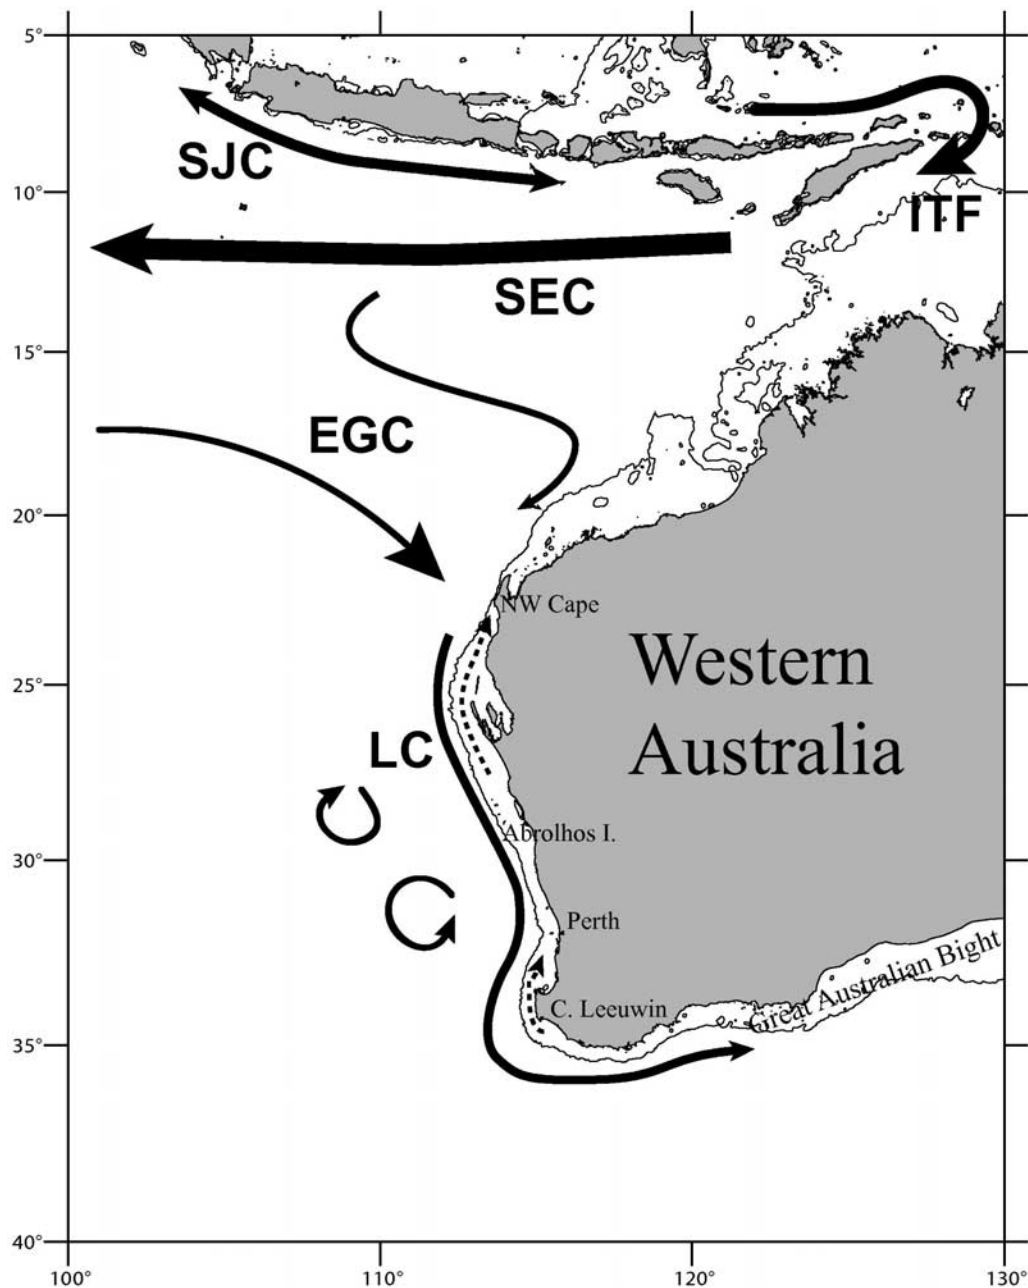 5°
SJC
10°
ITF
SEC
15°
EGC
20°
NW Cape
Western
25°
Australia
LC
Abrolhos I.
30°
Perth
Great Australian Bight
C. Leeuwin
35°
40°
100°
110°
120°
130°